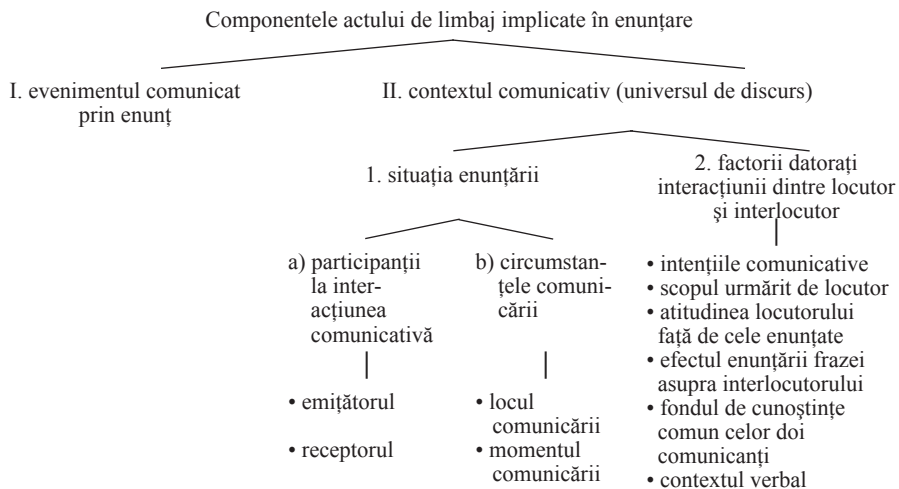 Componentele actului de limbaj implicate în enunțare
I. evenimentul comunicat
prin enunț
II. contextul comunicativ (universul de discurs)
1. situația enunțării
2. factorii datorați
interacțiunii dintre locutor
și interlocutor
a) participanții
la inter-
acțiunea
comunicativă
b) circumstan-
țele comuni-
cării
• emițătorul
• receptorul
• locul
comunicării
• momentul
comunicării
• intențiile comunicative
• scopul urmărit de locutor
• atitudinea locutorului
față de cele enunțate
• efectul enunțării frazei
asupra interlocutorului
• fondul de cunoștințe
comun celor doi
comunicanți
• contextul verbal